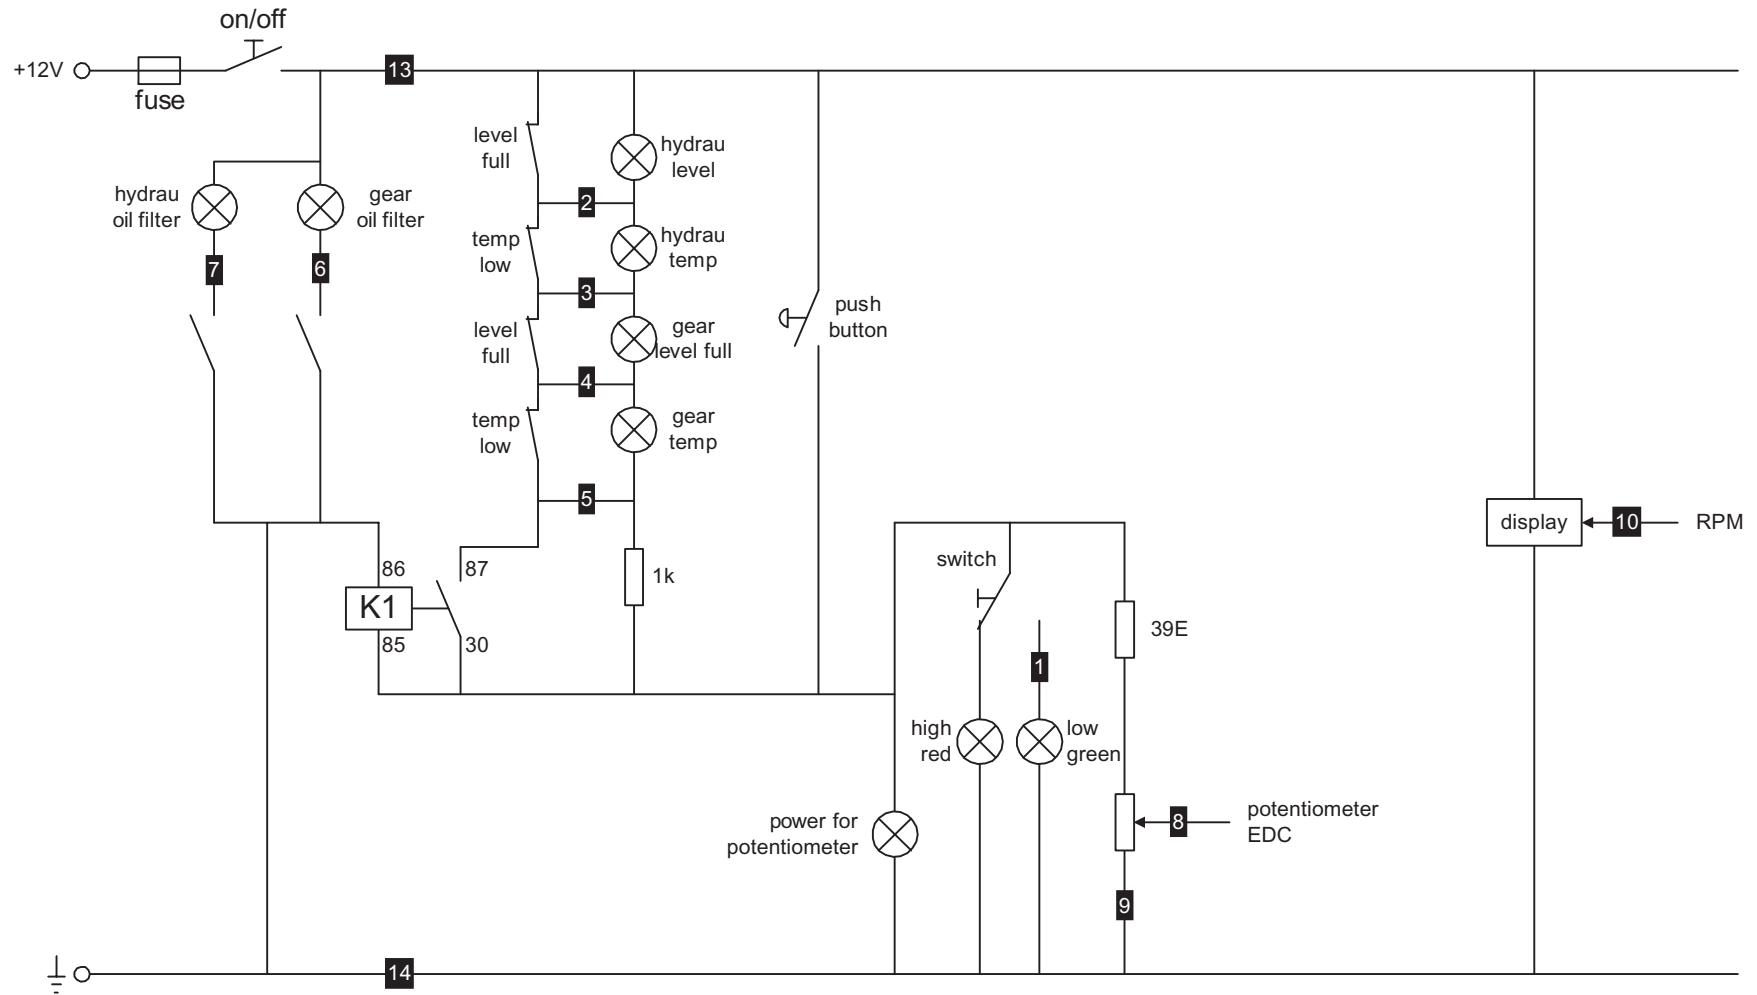 on/off
+12V
fuse
13
hydrau
oil filter
gear
oil filter
7
6
level
full
hydrau
level
2
temp
low
hydrau
temp
3
level
full
gear
level full
4
temp
low
gear
temp
5
push
button
86
87
K1
85
30
1k
switch
39E
1
high
red
low
green
power for
potentiometer
8
potentiometer
EDC
9
display
10
RPM
14